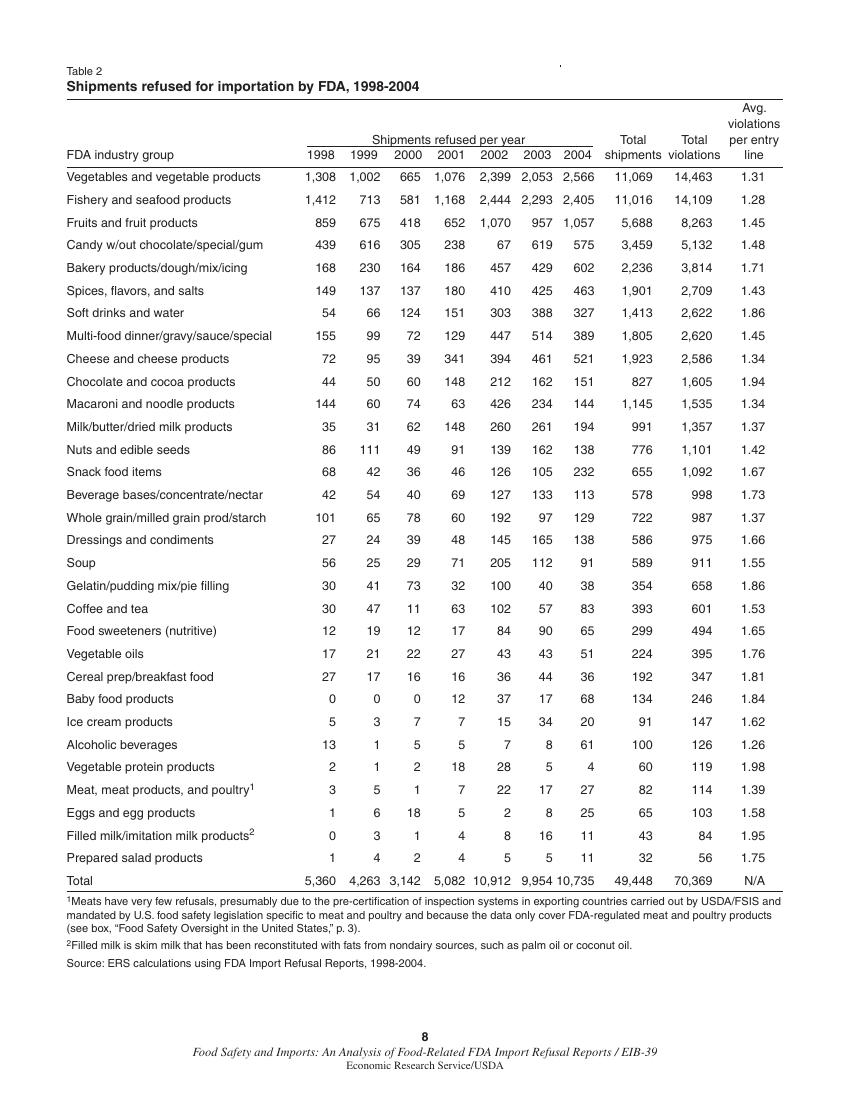 Table 2
Shipments refused for importation by FDA, 1998-2004
Avg.
violations
Shipments refused per year Total Total per entry
FDA industry group 1998 1999 2000 2001 2002 2003 2004 shipments violations line
Vegetables and vegetable products 1,308 1,002 665 1,076 2,399 2,053 2,566 11,069 14,463 1.31
Fishery and seafood products 1,412 713 581 1,168 2,444 2,293 2,405 11,016 14,109 1.28
Fruits and fruit products 859 675 418 652 1,070 957 1,057 5,688 8,263 1.45
Candy w/out chocolate/special/gum 439 616 305 238 67 619 575 3,459 5,132 1.48
Bakery products/dough/mix/icing 168 230 164 186 457 429 602 2,236 3,814 1.71
Spices, flavors, and salts 149 137 137 180 410 425 463 1,901 2,709 1.43
Soft drinks and water 54 66 124 151 303 388 327 1,413 2,622 1.86
Multi-food dinner/gravy/sauce/special 155 99 72 129 447 514 389 1,805 2,620 1.45
Cheese and cheese products 72 95 39 341 394 461 521 1,923 2,586 1.34
Chocolate and cocoa products 44 50 60 148 212 162 151 827 1,605 1.94
Macaroni and noodle products 144 60 74 63 426 234 144 1,145 1,535 1.34
Milk/butter/dried milk products 35 31 62 148 260 261 194 991 1,357 1.37
Nuts and edible seeds 86 111 49 91 139 162 138 776 1,101 1.42
Snack food items 68 42 36 46 126 105 232 655 1,092 1.67
Beverage bases/concentrate/nectar 42 54 40 69 127 133 113 578 998 1.73
Whole grain/milled grain prod/starch 101 65 78 60 192 97 129 722 987 1.37
Dressings and condiments 27 24 39 48 145 165 138 586 975 1.66
Soup 56 25 29 71 205 112 91 589 911 1.55
Gelatin/pudding mix/pie filling 30 41 73 32 100 40 38 354 658 1.86
Coffee and tea 30 47 11 63 102 57 83 393 601 1.53
Food sweeteners (nutritive) 12 19 12 17 84 90 65 299 494 1.65
Vegetable oils 17 21 22 27 43 43 51 224 395 1.76
Cereal prep/breakfast food 27 17 16 16 36 44 36 192 347 1.81
Baby food products 0 0 0 12 37 17 68 134 246 1.84
Ice cream products 5 3 7 7 15 34 20 91 147 1.62
Alcoholic beverages 13 1 5 5 7 8 61 100 126 1.26
Vegetable protein products 2 1 2 18 28 5 4 60 119 1.98
Meat, meat products, and poultry¹ 3 5 1 7 22 17 27 82 114 1.39
Eggs and egg products 1 6 18 5 2 8 25 65 103 1.58
Filled milk/imitation milk products² 0 3 1 4 8 16 11 43 84 1.95
Prepared salad products 1 4 2 4 5 5 11 32 56 1.75
Total 5,360 4,263 3,142 5,082 10,912 9,954 10,735 49,448 70,369 N/A
¹Meats have very few refusals, presumably due to the pre-certification of inspection systems in exporting countries carried out by USDA/FSIS and
mandated by U.S. food safety legislation specific to meat and poultry and because the data only cover FDA-regulated meat and poultry products
(see box, “Food Safety Oversight in the United States,” p. 3).
²Filled milk is skim milk that has been reconstituted with fats from nondairy sources, such as palm oil or coconut oil.
Source: ERS calculations using FDA Import Refusal Reports, 1998-2004.
8
Food Safety and Imports: An Analysis of Food-Related FDA Import Refusal Reports / EIB-39
Economic Research Service/USDA